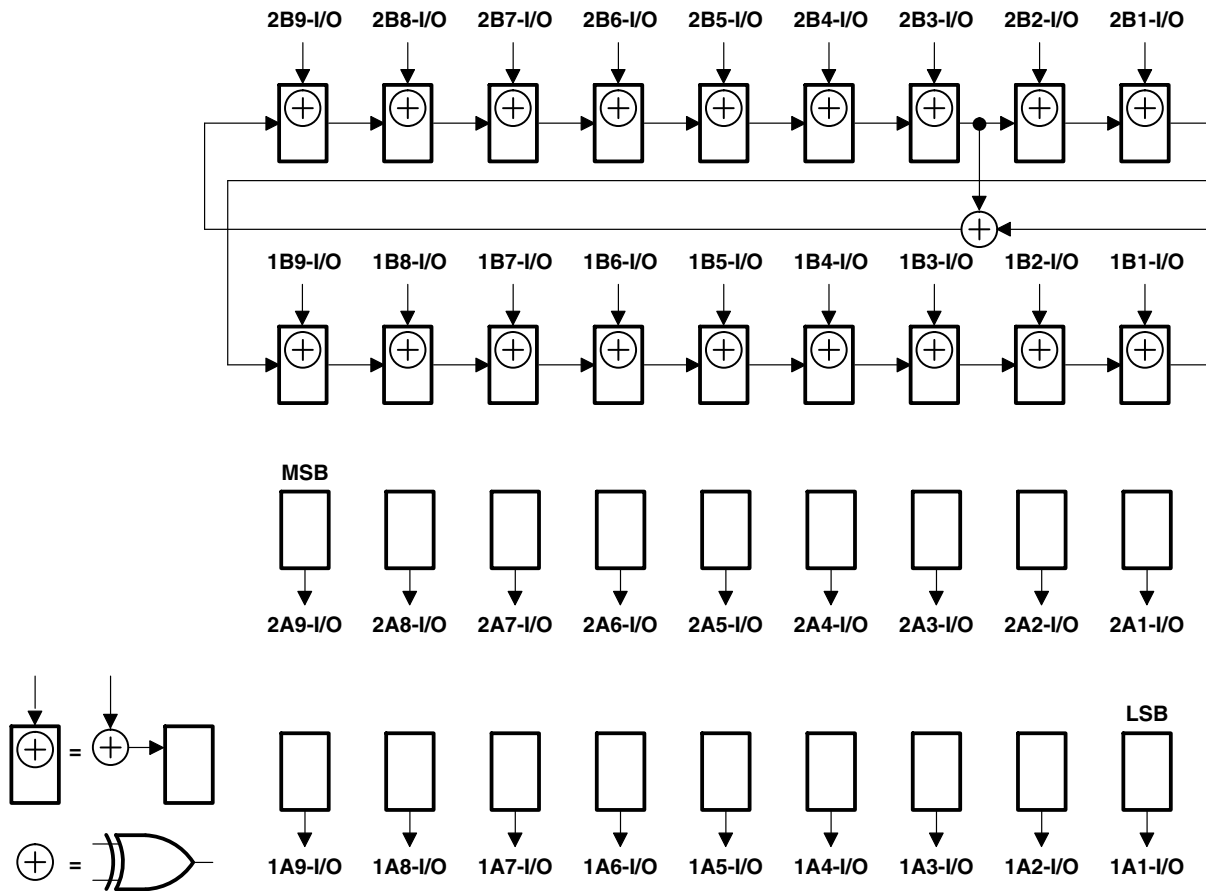 2B9-I/O 2B8-I/O 2B7-I/O 2B6-I/O 2B5-I/O 2B4-I/O 2B3-I/O 2B2-I/O 2B1-I/O
1B9-I/O 1B8-I/O 1B7-I/O 1B6-I/O 1B5-I/O 1B4-I/O 1B3-I/O 1B2-I/O 1B1-I/O
MSB
2A9-I/O 2A8-I/O 2A7-I/O 2A6-I/O 2A5-I/O 2A4-I/O 2A3-I/O 2A2-I/O 2A1-I/O
LSB
=
=
1A9-I/O 1A8-I/O 1A7-I/O 1A6-I/O 1A5-I/O 1A4-I/O 1A3-I/O 1A2-I/O 1A1-I/O